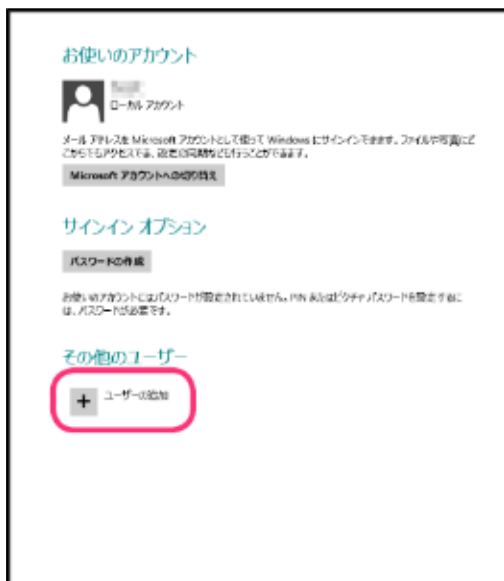 お使いのアカウント
ローカル アカウント
メール アドレスを Microsoft アカウントとして使って Windows にサインインできます。ファイルや写真にど
こからでもアクセスでき、設定の同期なども行うことができます。
Microsoft アカウントへの切り替え
サインイン オプション
パスワードの作成
お使いのアカウントにはパスワードが設定されていません。PIN またはピクチャ パスワードを設定するに
は、パスワードが必要です。
その他のユーザー
+ ユーザーの追加